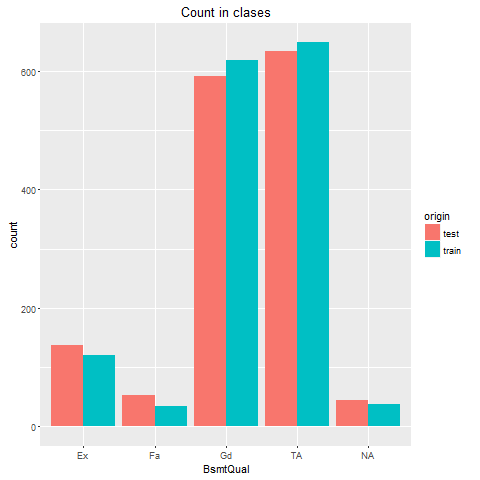 Count in clases
600
400
200
0
count
Ex Fa Gd TA NA
BsmtQual
origin
test
train